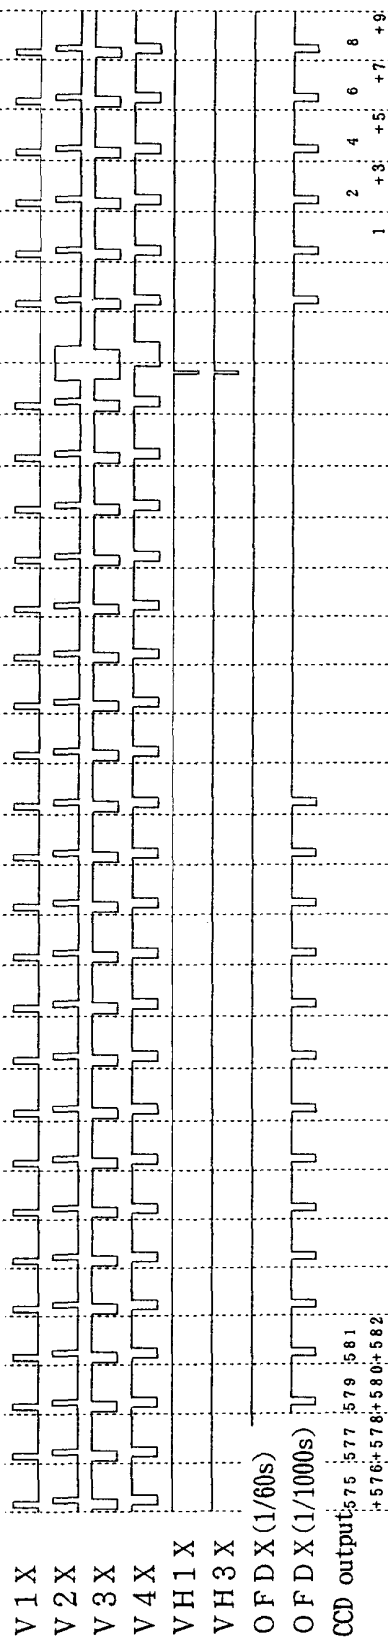 V1X
V2X
V3X
V4X
VH1X
VH3X
OFDX(1/60s)
OFDX(1/1000s)
CCD output 575 577 579 581 1 2 4 6 8
+576 +578 +580 +582 +3 +5 +7 +9